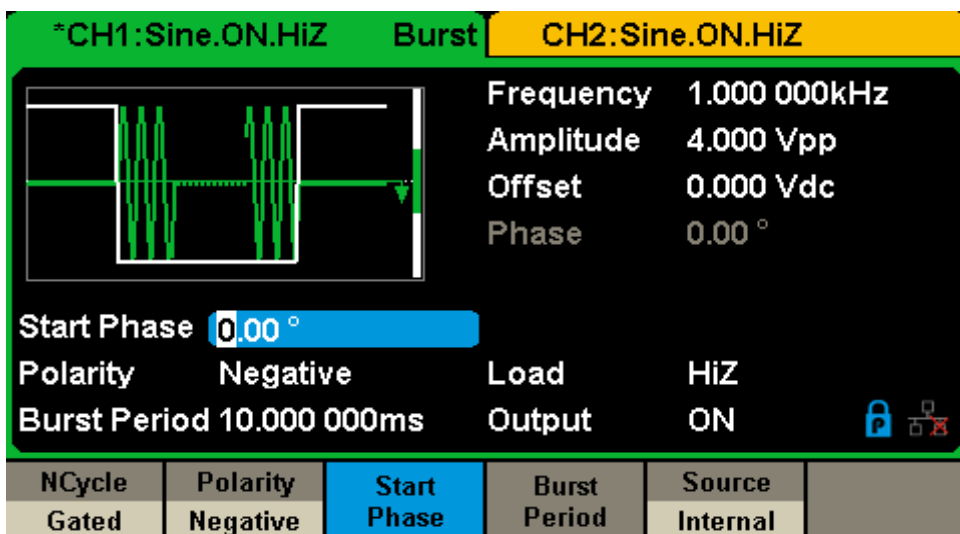 *CH1:Sine.ON.HiZ Burst CH2:Sine.ON.HiZ
Frequency 1.000 000kHz
Amplitude 4.000 Vpp
Offset 0.000 Vdc
Phase 0.00 °
Start Phase 0.00 °
Polarity Negative Load HiZ
Burst Period 10.000 000ms Output ON P
NCycle Polarity Start Phase Burst Period Source
Gated Negative Internal